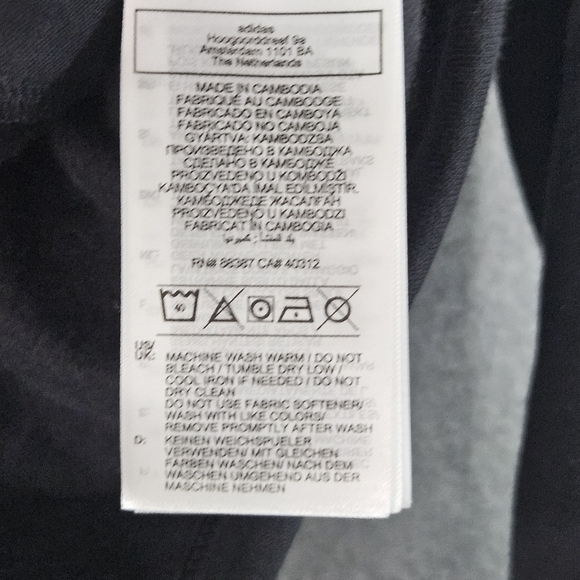 adidas
Hoogoorddreef 9a
Amsterdam 1101 BA
The Netherlands
MADE IN CAMBODIA
FABRIQUÉ AU CAMBODGE
FABRICADO EN CAMBOYA
FABRICADO NO CAMBOJA
GYÁRTVA: KAMBODZSA
ПРОИЗВЕДЕНО В КАМБОДЖА
СДЕЛАНО В КАМБОДЖЕ
PROIZVEDENO U KOMBODŽI
KAMBOÇYA'DA İMAL EDİLMİŞTİR.
КАМБОДЖЕДЕ ЖАСАЛҒАН
PROIZVEDENO U KAMBODZI
FABRICAT ÎN CAMBOGIA
RN# 88387 CA# 40312
40
US/
UK: MACHINE WASH WARM / DO NOT
BLEACH / TUMBLE DRY LOW /
COOL IRON IF NEEDED / DO NOT
DRY CLEAN
DO NOT USE FABRIC SOFTENER/
WASH WITH LIKE COLORS/
REMOVE PROMPTLY AFTER WASH
D: KEINEN WEICHSPUELER
VERWENDEN/ MIT GLEICHEN
FARBEN WASCHEN/ NACH DEM
WASCHEN UMGEHEND AUS DER
MASCHINE NEHMEN